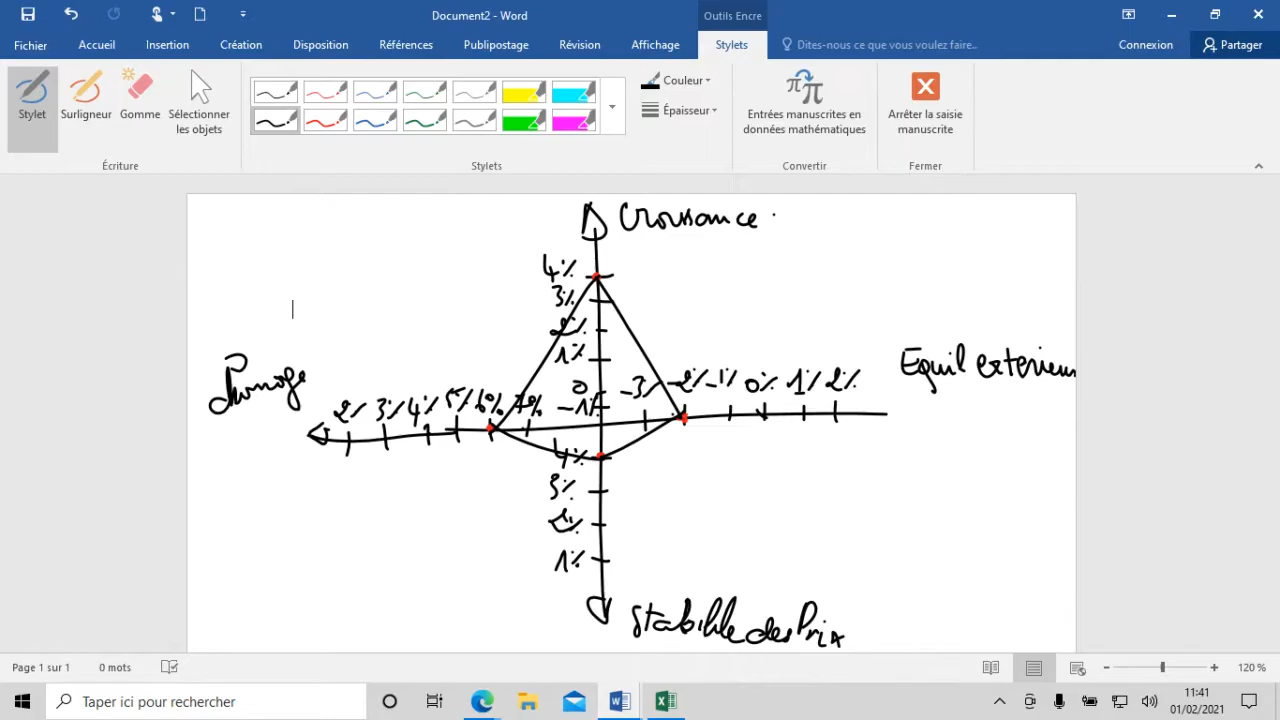 Document2 - Word
Outils Encre
Fichier
Accueil
Insertion
Création
Disposition
Références
Publipostage
Révision
Affichage
Stylets
Dites-nous ce que vous voulez faire...
Connexion
Partager
Stylet
Surligneur
Gomme
Sélectionner les objets
Couleur
Épaisseur
Entrées manuscrites en données mathématiques
Arrêter la saisie manuscrite
Écriture
Stylets
Convertir
Fermer
Croissance
4%
3%
2%
1%
0
-1%
Chomage
2% 3% 4% 5% 6% 7%
-3 -2% -1% 0% 1% 2%
Equil exterieur
4%
3%
2%
1%
Stabilite des Prix
Page 1 sur 1
0 mots
120 %
Taper ici pour rechercher
11:41
01/02/2021